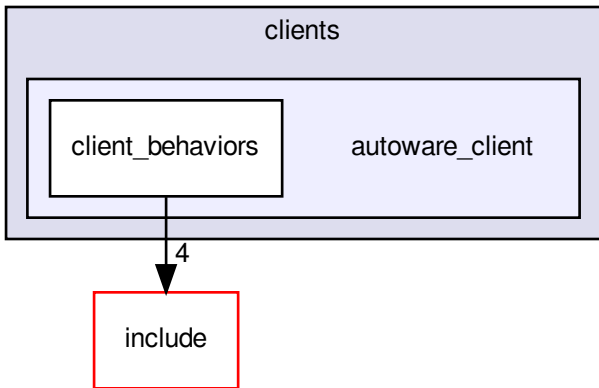 clients
client_behaviors
autoware_client
4
include